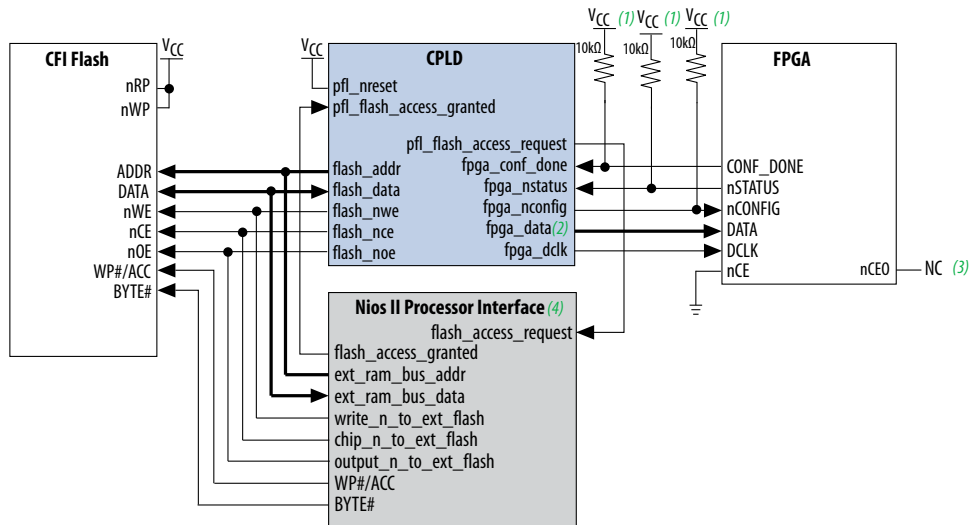 CFI Flash
VCC
nRP
nWP
ADDR
DATA
nWE
nCE
nOE
WP#/ACC
BYTE#
VCC
CPLD
pfl_nreset
pfl_flash_access_granted
pfl_flash_access_request
flash_addr
flash_data
flash_nwe
flash_nce
flash_noe
fpga_conf_done
fpga_nstatus
fpga_nconfig
fpga_data(2)
fpga_dclk
VCC (1)
10kΩ
VCC (1)
10kΩ
VCC (1)
10kΩ
FPGA
CONF_DONE
nSTATUS
nCONFIG
DATA
DCLK
nCE
nCEO
NC (3)
Nios II Processor Interface(4)
flash_access_request
flash_access_granted
ext_ram_bus_addr
ext_ram_bus_data
write_n_to_ext_flash
chip_n_to_ext_flash
output_n_to_ext_flash
WP#/ACC
BYTE#